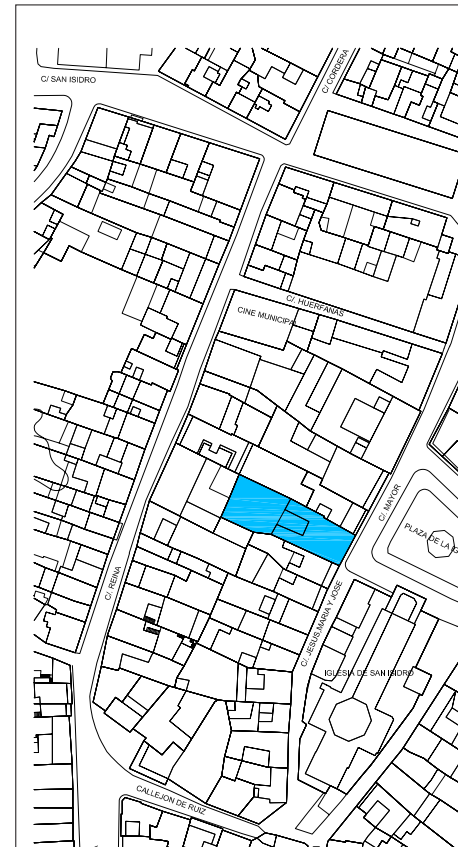 C/ SAN ISIDRO
C/ CORDERA
C/. HUERFANAS
CINE MUNICIPAL
C/ MAYOR
PLAZA DE LA
C/. REINA
C/ JESUS, MARIA Y JOSE
IGLESIA DE SAN ISIDRO
CALLEJON DE RUIZ